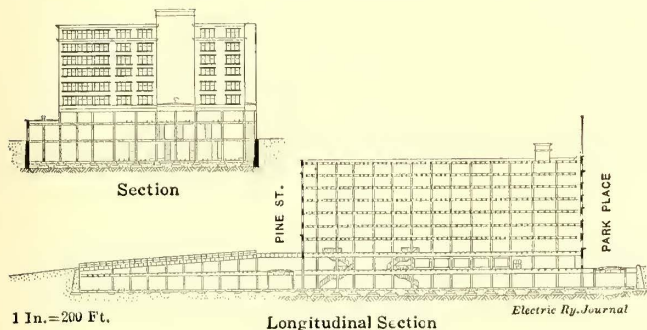 Section
PINE ST.
PARK PLACE
1 In.=200 Ft.
Longitudinal Section
Electric Ry. Journal